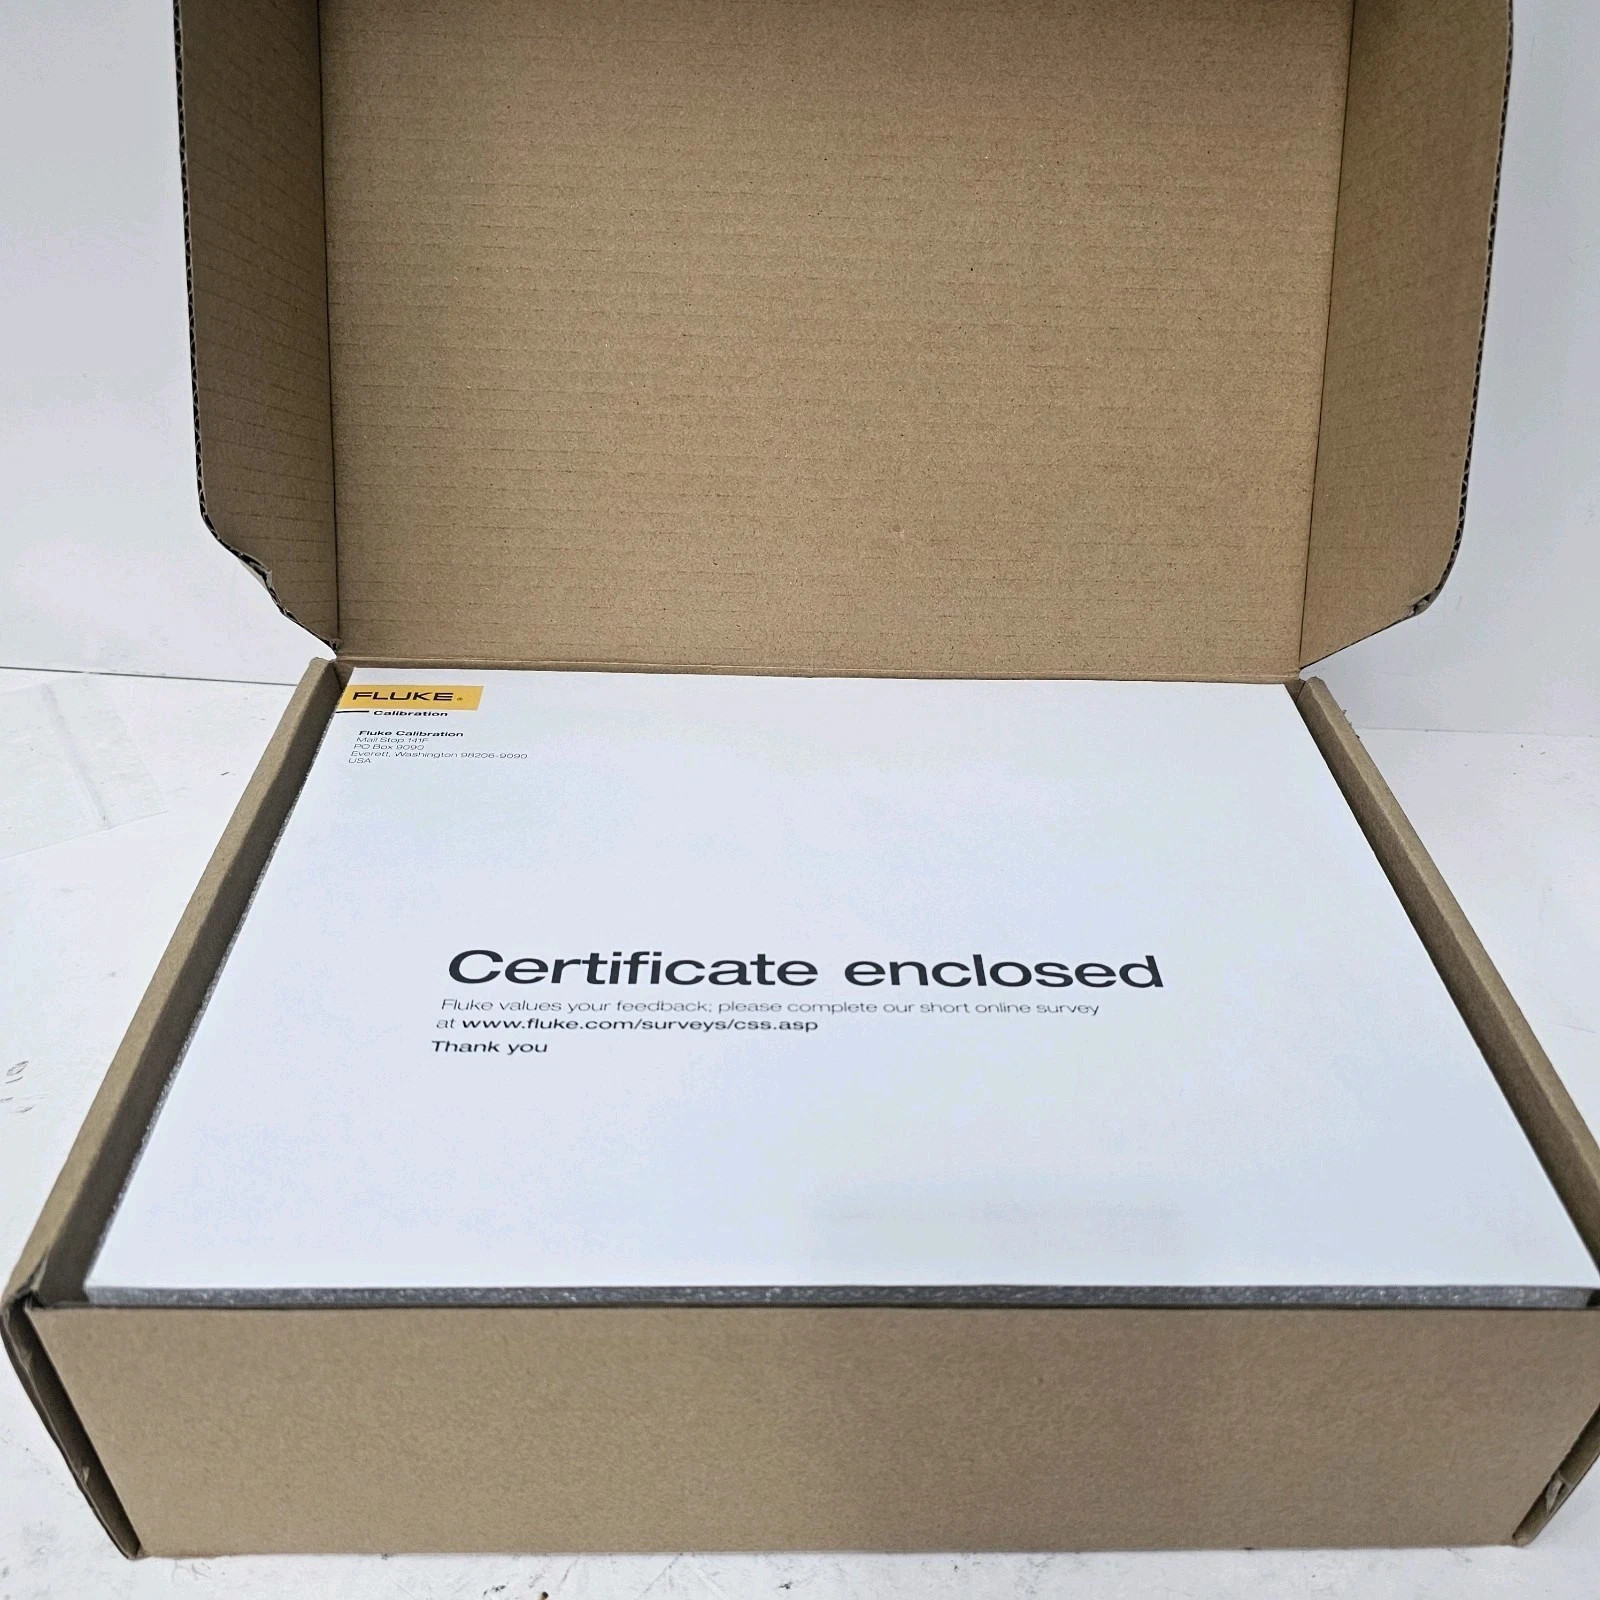 FLUKE®
Calibration
Fluke Calibration
Mail Stop 141F
PO Box 9090
Everett, Washington 98206-9090
USA
Certificate enclosed
Fluke values your feedback; please complete our short online survey
at www.fluke.com/surveys/css.asp
Thank you